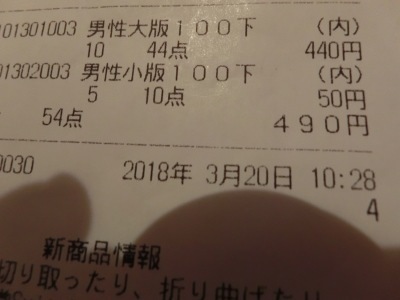 01301003 男性大版１００下 （内）
10 44点 440円
01302003 男性小版１００下 （内）
5 10点 50円
54点 ４９０円
0030 2018年 3月20日 10:28
4
新商品情報
切り取ったり、折り曲げたり